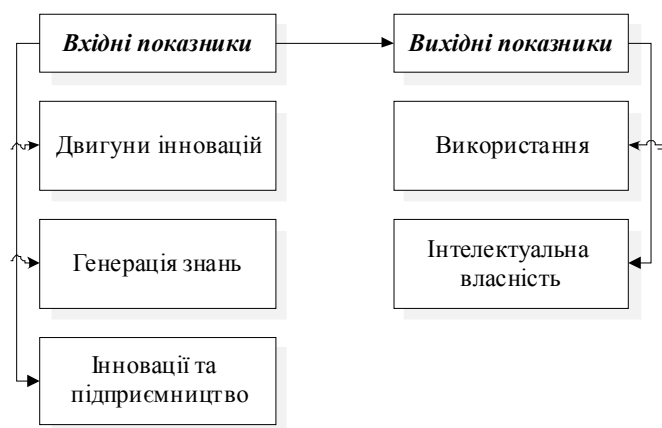 Вхідні показники
Вихідні показники
Двигуни інновацій
Використання
Генерація знань
Інтелектуальна
власність
Інновації та
підприємництво